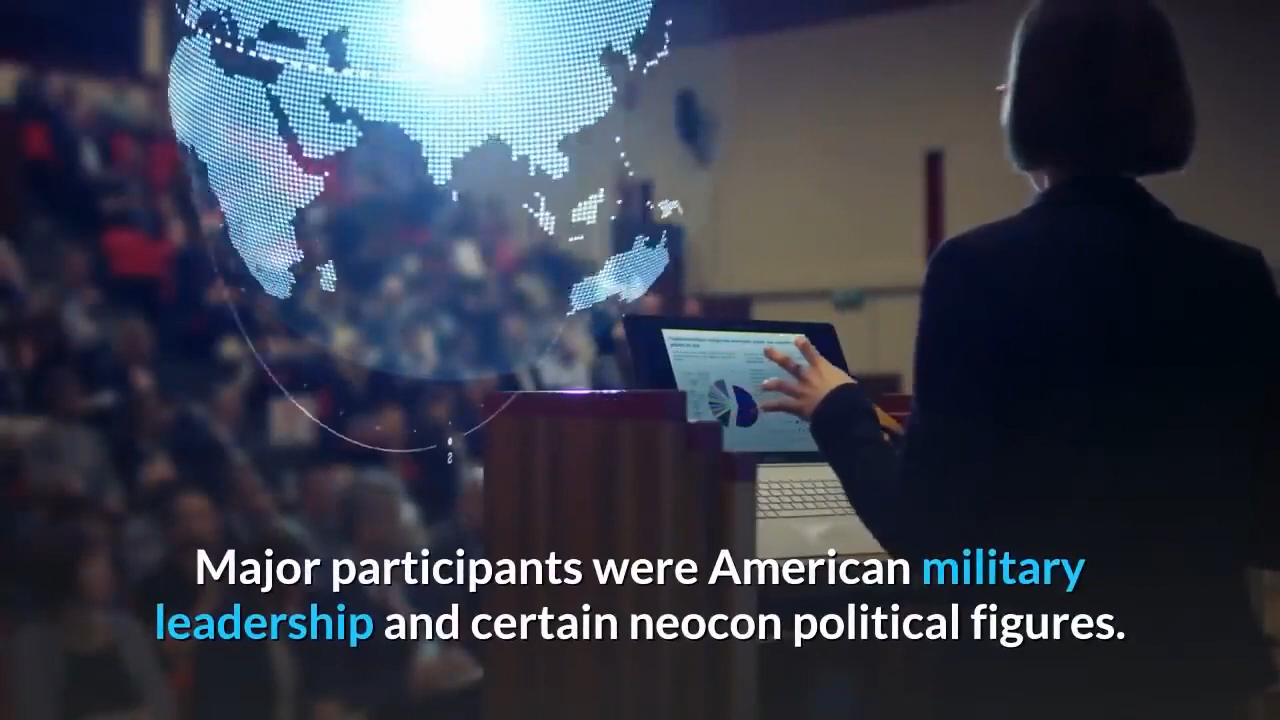 Major participants were American military
leadership and certain neocon political figures.